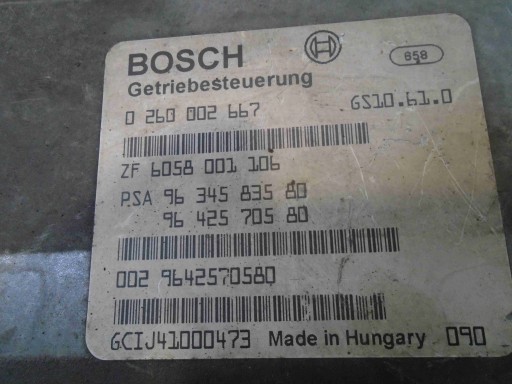 BOSCH 658
Getriebesteuerung
0 260 002 667 GS10.61.0
ZF 6058 001 106
PSA 96 345 835 80
96 425 705 80
002 9642570580
GCIJ41000473 Made in Hungary 090